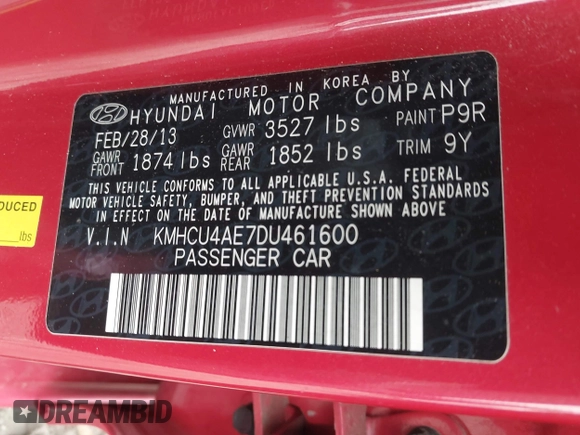 MANUFACTURED IN KOREA BY
HYUNDAI MOTOR COMPANY
FEB/28/13 GVWR 3527 lbs PAINT P9R
GAWR FRONT 1874 lbs GAWR REAR 1852 lbs TRIM 9Y
THIS VEHICLE CONFORMS TO ALL APPLICABLE U.S.A. FEDERAL
MOTOR VEHICLE SAFETY, BUMPER, AND THEFT PREVENTION STANDARDS
IN EFFECT ON THE DATE OF MANUFACTURE SHOWN ABOVE
V.I.N KMHCU4AE7DU461600
PASSENGER CAR
DUCED
lbs
DREAMBID